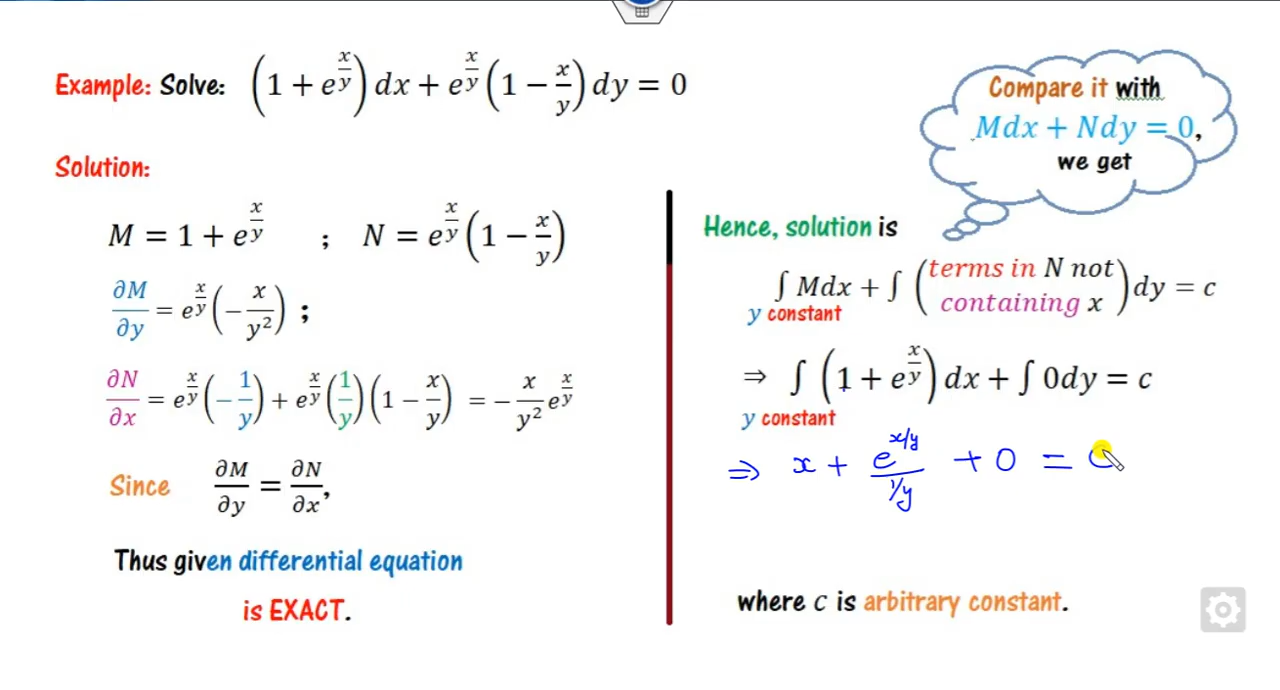 Example: Solve: (1 + e^{x/y}) dx + e^{x/y} (1 − x/y) dy = 0
Compare it with
Mdx + Ndy = 0,
we get
Solution:
M = 1 + e^{x/y} ; N = e^{x/y} (1 − x/y)
∂M/∂y = e^{x/y} (−x/y²) ;
∂N/∂x = e^{x/y} (−1/y) + e^{x/y} (1/y) (1 − x/y) = −x/y² e^{x/y}
Since ∂M/∂y = ∂N/∂x,
Thus given differential equation
is EXACT.
Hence, solution is
∫ Mdx + ∫ (terms in N not containing x) dy = c
y constant
⇒ ∫ (1 + e^{x/y}) dx + ∫ 0dy = c
y constant
⇒ x + e^{x/y}/(1/y) + 0 = C
where c is arbitrary constant.